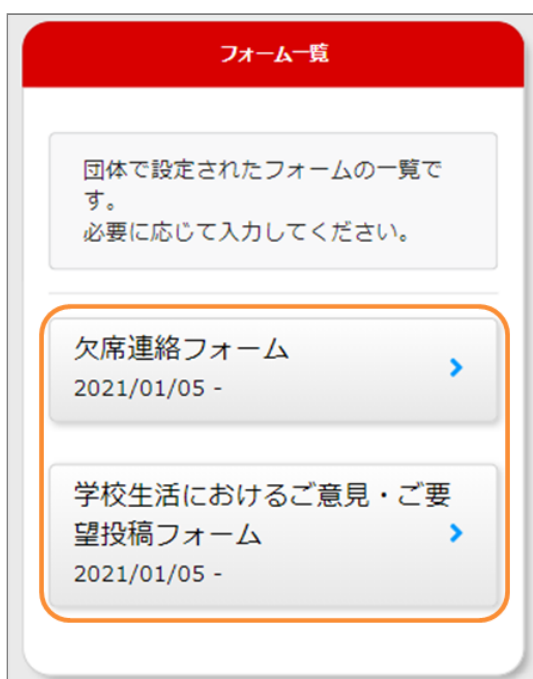 フォーム一覧
団体で設定されたフォームの一覧で
す。
必要に応じて入力してください。
欠席連絡フォーム
2021/01/05 -
学校生活におけるご意見・ご要
望投稿フォーム
2021/01/05 -